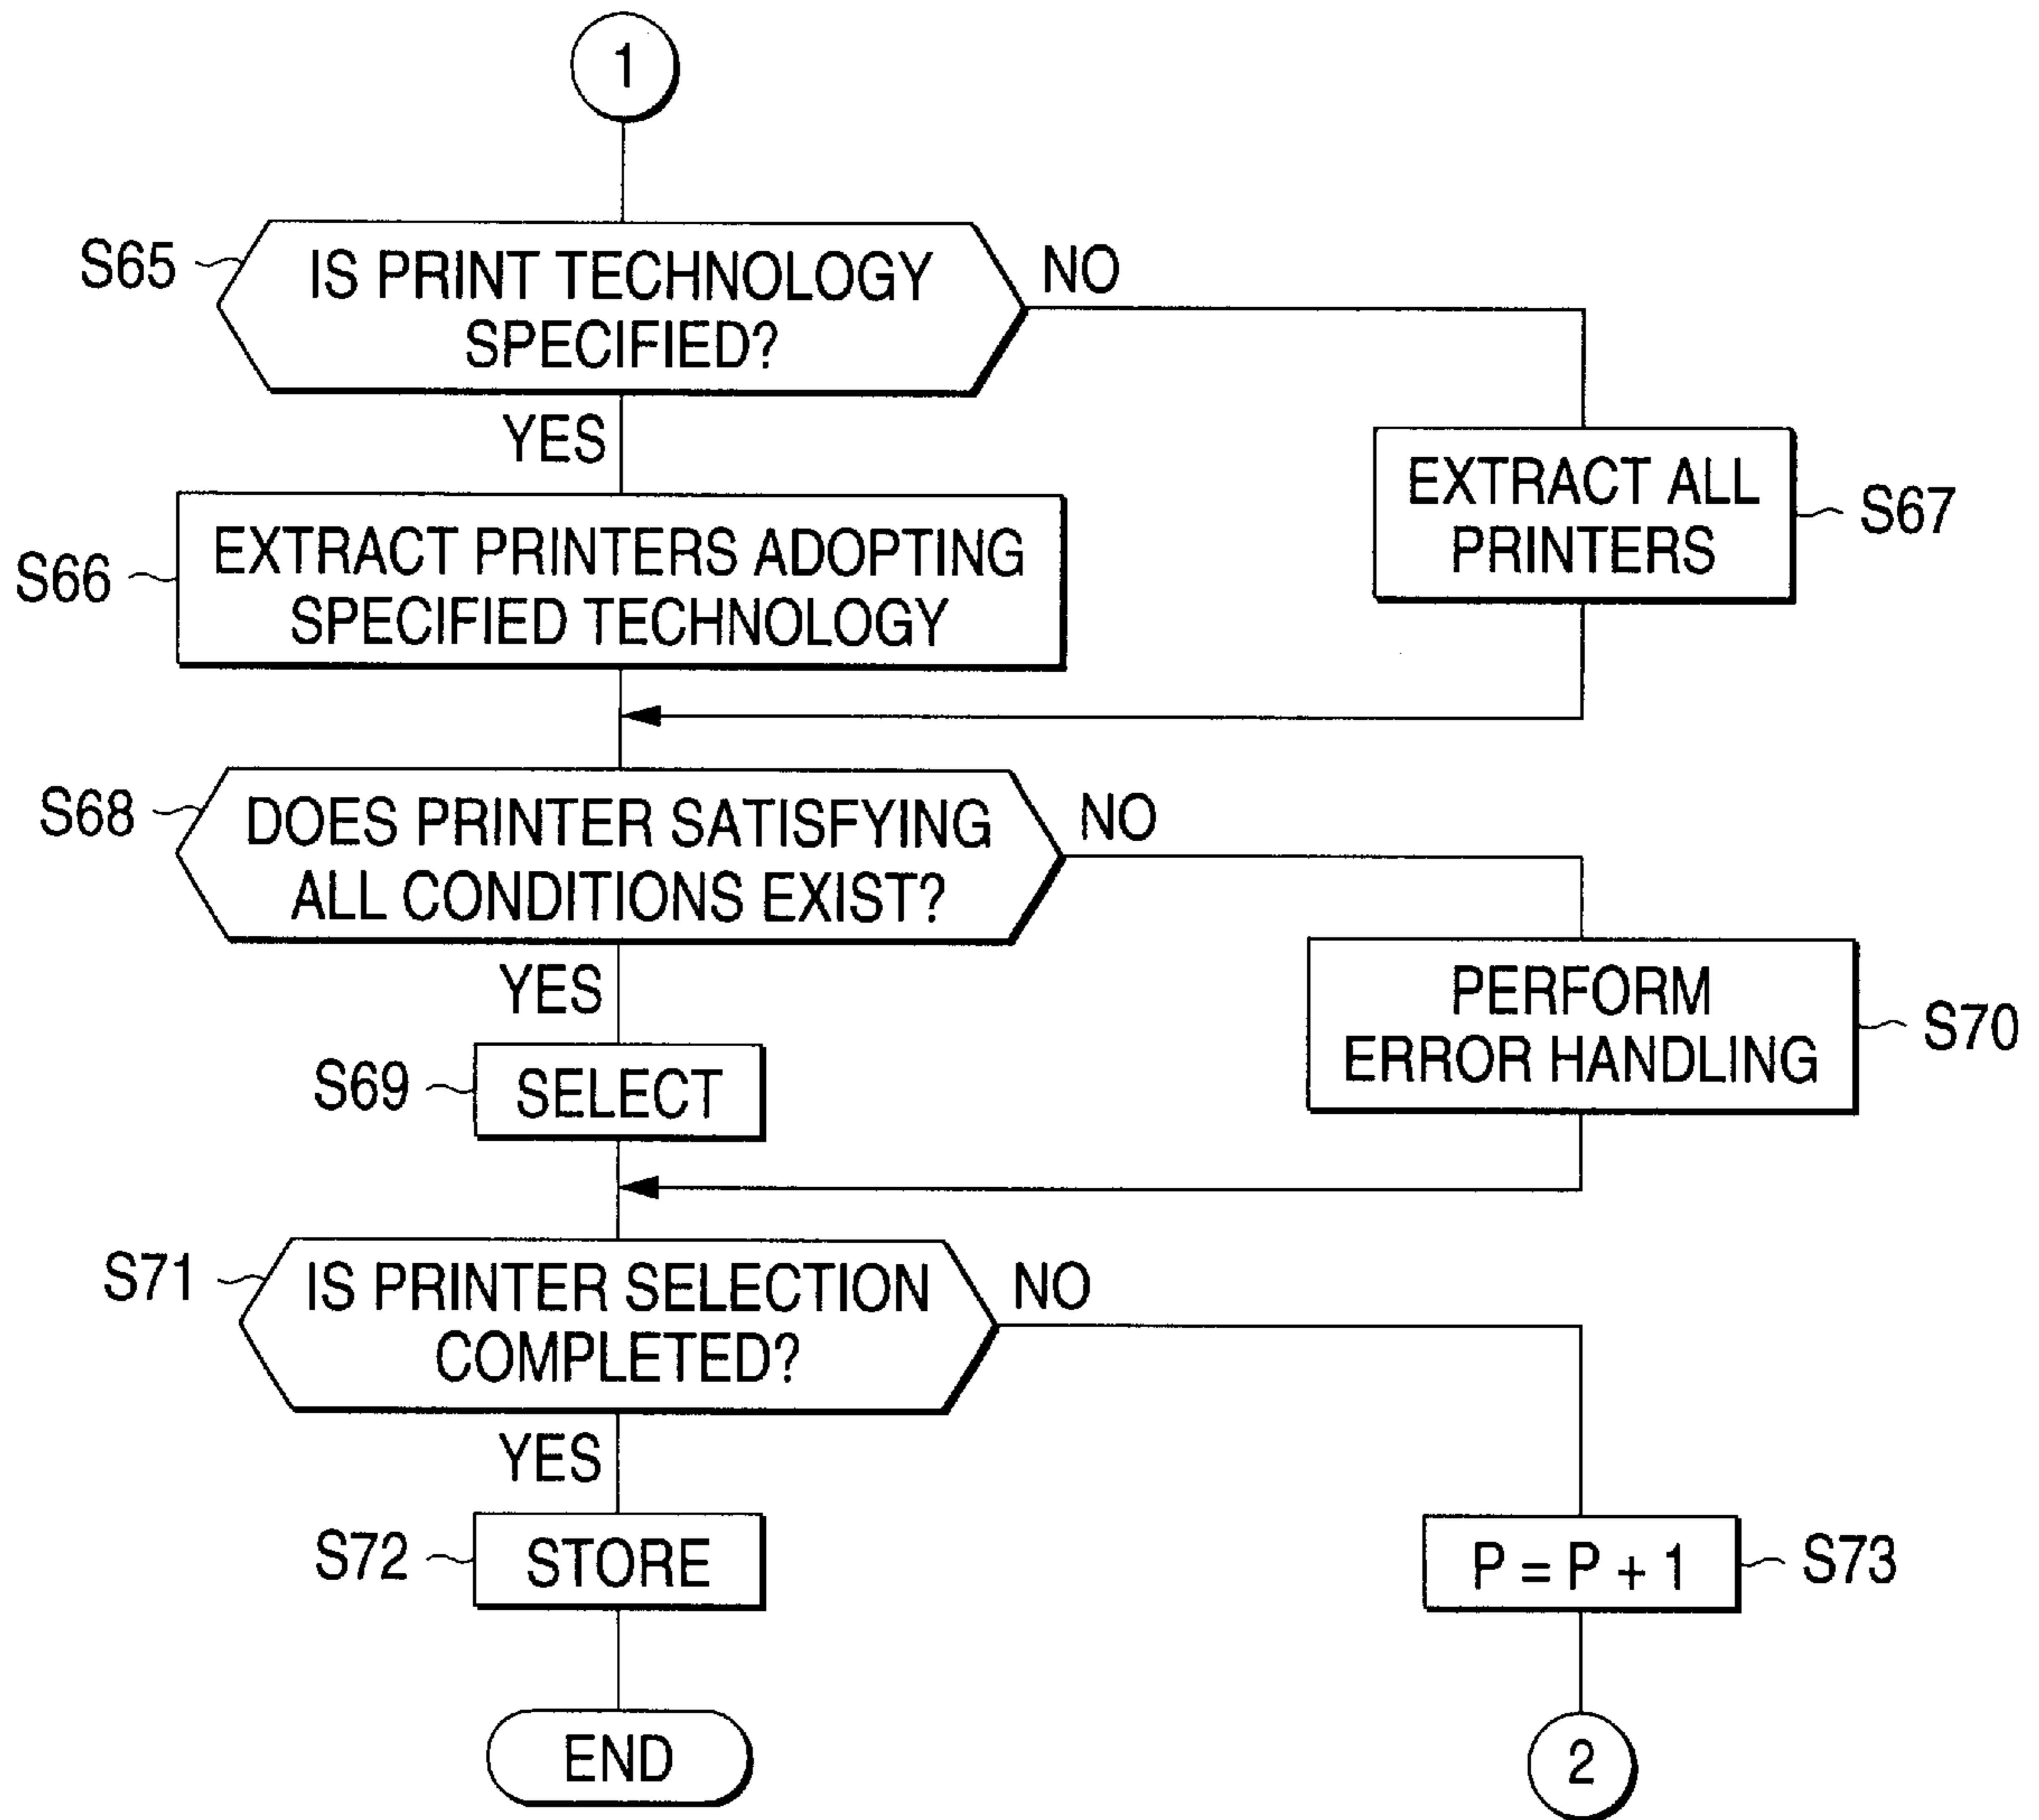 1
S65
IS PRINT TECHNOLOGY
SPECIFIED?
NO
YES
EXTRACT ALL
PRINTERS
S67
S66
EXTRACT PRINTERS ADOPTING
SPECIFIED TECHNOLOGY
S68
DOES PRINTER SATISFYING
ALL CONDITIONS EXIST?
NO
YES
PERFORM
ERROR HANDLING
S70
S69
SELECT
S71
IS PRINTER SELECTION
COMPLETED?
NO
YES
S72
STORE
P = P + 1
S73
END
2